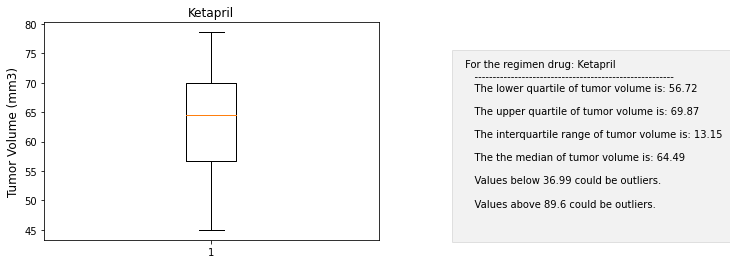 Ketapril
80
75
70
65
60
55
50
45
Tumor Volume (mm3)
1
For the regimen drug: Ketapril
--------------------------------------------------------
The lower quartile of tumor volume is: 56.72
The upper quartile of tumor volume is: 69.87
The interquartile range of tumor volume is: 13.15
The the median of tumor volume is: 64.49
Values below 36.99 could be outliers.
Values above 89.6 could be outliers.